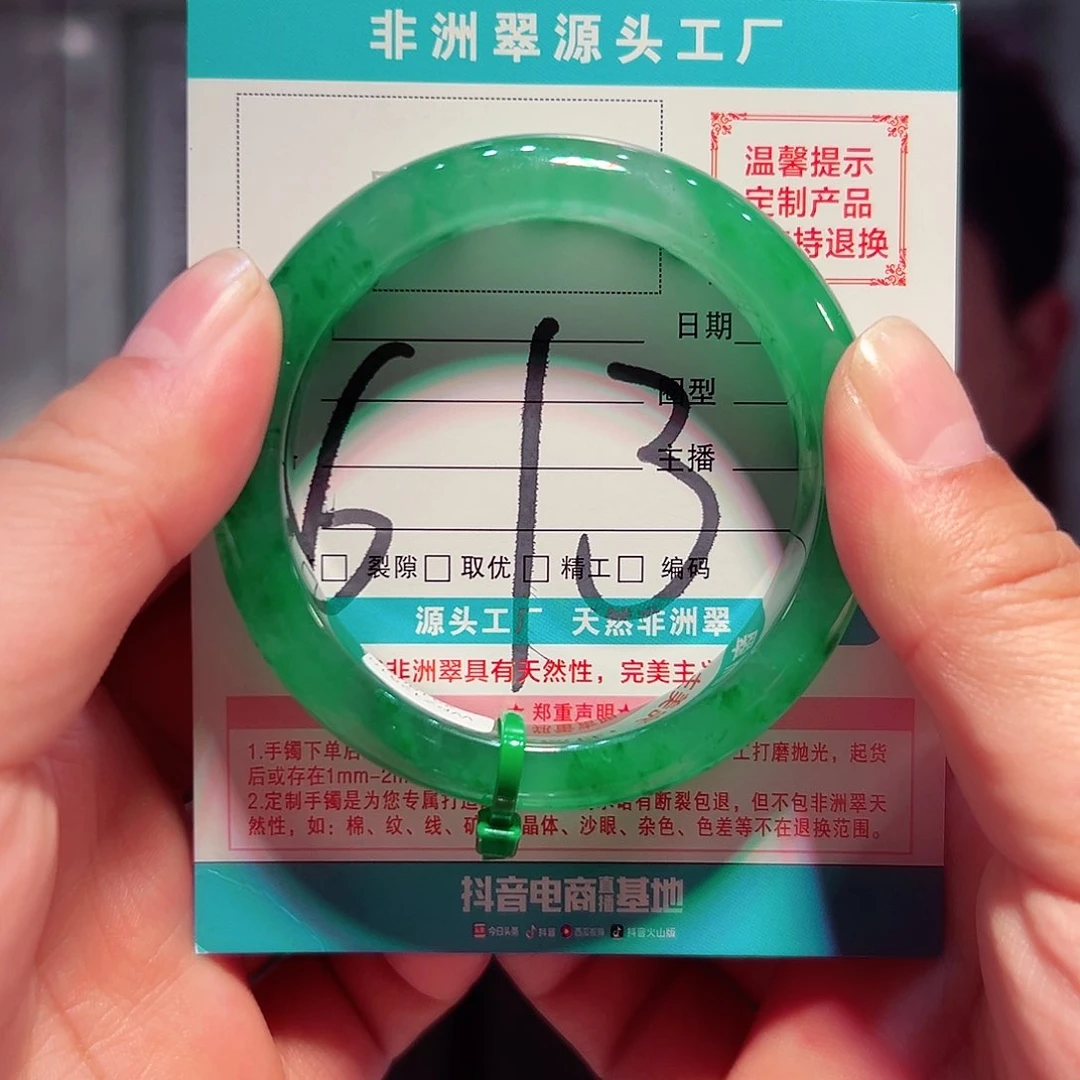 非洲翠源头工厂
温馨提示
定制产品
持退换
日期
圈型
主播
613
裂隙 取优 精工 编码
源头工厂 天然非洲翠
非洲翠具有天然性，完美主
郑重声明
1.手镯下单后 工打磨抛光，起货
后或存在1mm-2m
2.定制手镯是为您专属打造 有断裂包退，但不包非洲翠天
然性，如：棉、纹、线、矿 晶体、沙眼、杂色、色差等不在退换范围。
抖音电商直播基地
今日头条 抖音 西瓜视频 抖音火山版